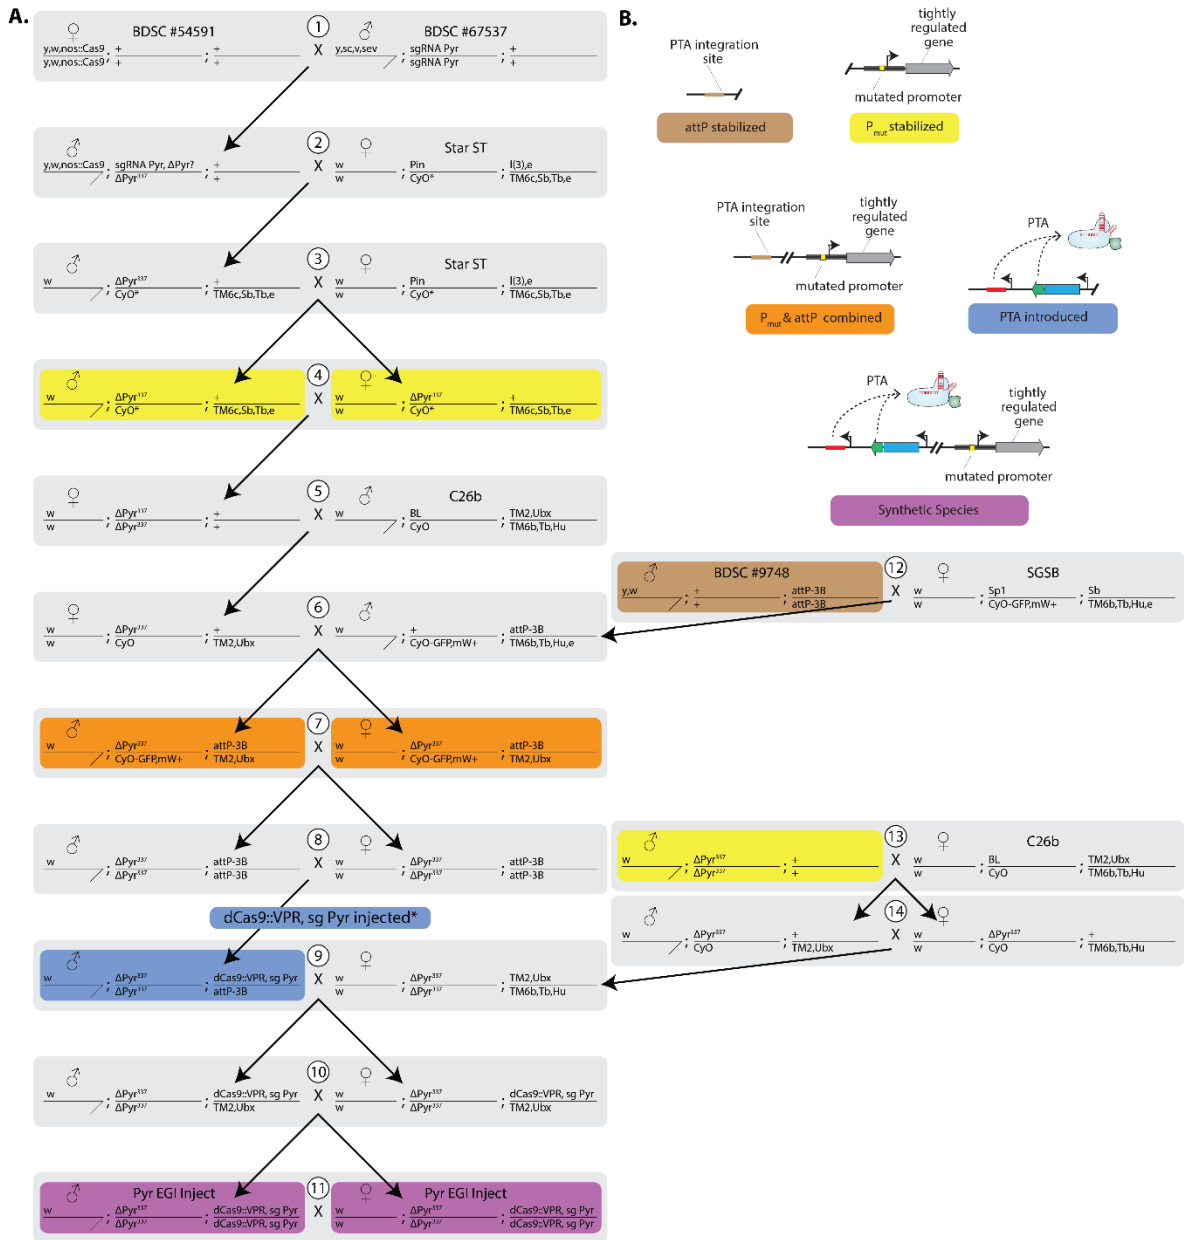 A.
BDSC #54591
1
BDSC #67537
y,w,nos::Cas9 ; + ; +
y,w,nos::Cas9 + +
X
y,sc,v,sev ; sgRNA Pyr ; +
sgRNA Pyr +
2
Star ST
y,w,nos::Cas9 ; sgRNA Pyr, ΔPyr? ; +
ΔPyr³³⁷ +
X
w ; Pin ; l(3),e
w CyO* TM6c,Sb,Tb,e
3
Star ST
w ; ΔPyr³³⁷ ; +
CyO* TM6c,Sb,Tb,e
X
w ; Pin ; l(3),e
w CyO* TM6c,Sb,Tb,e
4
w ; ΔPyr³³⁷ ; +
CyO* TM6c,Sb,Tb,e
X
w ; ΔPyr³³⁷ ; +
w CyO* TM6c,Sb,Tb,e
5
C26b
w ; ΔPyr³³⁷ ; +
w ΔPyr³³⁷ +
X
w ; BL ; TM2,Ubx
CyO TM6b,Tb,Hu
6
w ; ΔPyr³³⁷ ; +
w CyO TM2,Ubx
X
w ; + ; attP-3B
CyO-GFP,mW+ TM6b,Tb,Hu,e
7
w ; ΔPyr³³⁷ ; attP-3B
CyO-GFP,mW+ TM2,Ubx
X
w ; ΔPyr³³⁷ ; attP-3B
w CyO-GFP,mW+ TM2,Ubx
8
w ; ΔPyr³³⁷ ; attP-3B
ΔPyr³³⁷ attP-3B
X
w ; ΔPyr³³⁷ ; attP-3B
w ΔPyr³³⁷ attP-3B
dCas9::VPR, sg Pyr injected*
9
w ; ΔPyr³³⁷ ; dCas9::VPR, sg Pyr
ΔPyr³³⁷ attP-3B
X
w ; ΔPyr³³⁷ ; TM2,Ubx
w ΔPyr³³⁷ TM6b,Tb,Hu
10
w ; ΔPyr³³⁷ ; dCas9::VPR, sg Pyr
ΔPyr³³⁷ TM2,Ubx
X
w ; ΔPyr³³⁷ ; dCas9::VPR, sg Pyr
w ΔPyr³³⁷ TM2,Ubx
Pyr EGI Inject
11
Pyr EGI Inject
w ; ΔPyr³³⁷ ; dCas9::VPR, sg Pyr
ΔPyr³³⁷ dCas9::VPR, sg Pyr
X
w ; ΔPyr³³⁷ ; dCas9::VPR, sg Pyr
w ΔPyr³³⁷ dCas9::VPR, sg Pyr
B.
PTA integration
site
attP stabilized
tightly
regulated
gene
mutated promoter
Pmut stabilized
PTA integration
site
tightly
regulated
gene
mutated promoter
Pmut & attP combined
PTA
PTA introduced
PTA
tightly
regulated
gene
mutated promoter
Synthetic Species
BDSC #9748
12
SGSB
y,w ; + ; attP-3B
+ attP-3B
X
w ; Sp1 ; Sb
w CyO-GFP,mW+ TM6b,Tb,Hu,e
13
C26b
w ; ΔPyr³³⁷ ; +
ΔPyr³³⁷ +
X
w ; BL ; TM2,Ubx
w CyO TM6b,Tb,Hu
14
w ; ΔPyr³³⁷ ; +
CyO TM2,Ubx
X
w ; ΔPyr³³⁷ ; +
w CyO TM6b,Tb,Hu